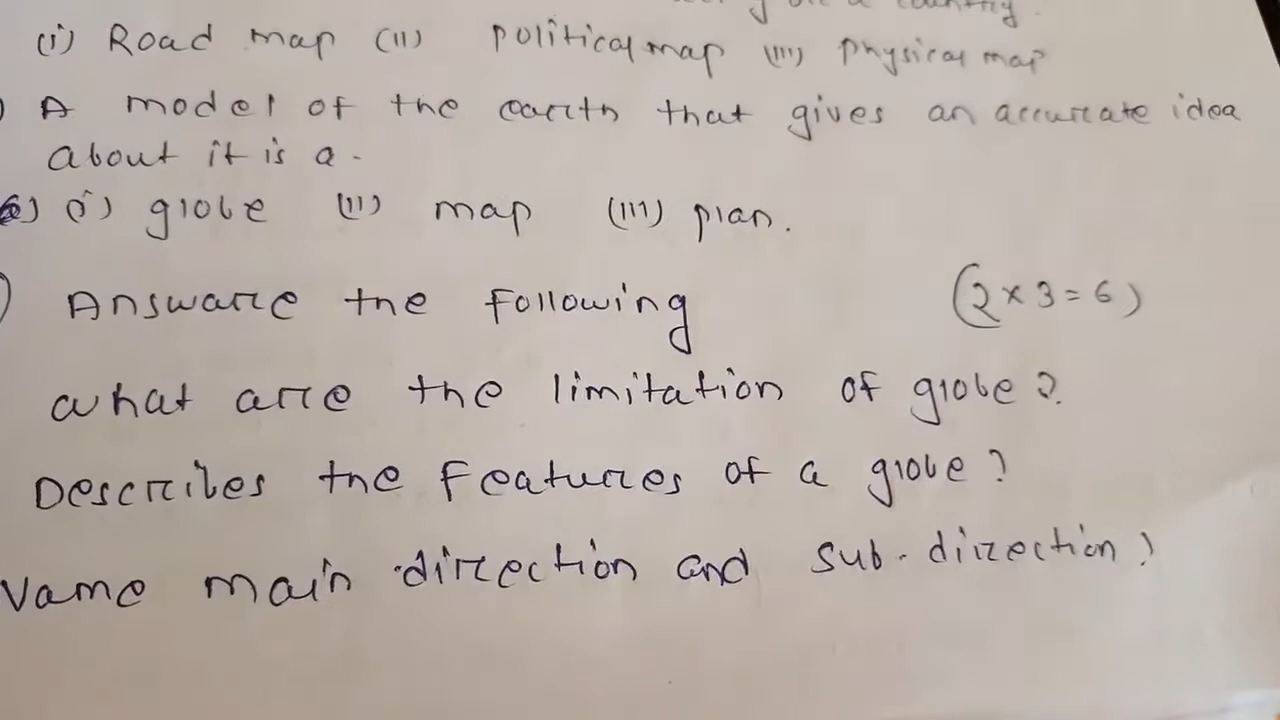 country.
(i) Road map (ii) political map (iii) physical map
A model of the earth that gives an accurate idea
about it is a.
(i) globe (ii) map (iii) plan.
Answare the following (2x3=6)
what are the limitation of globe?
Describes the features of a globe?
Name main direction and sub-direction?